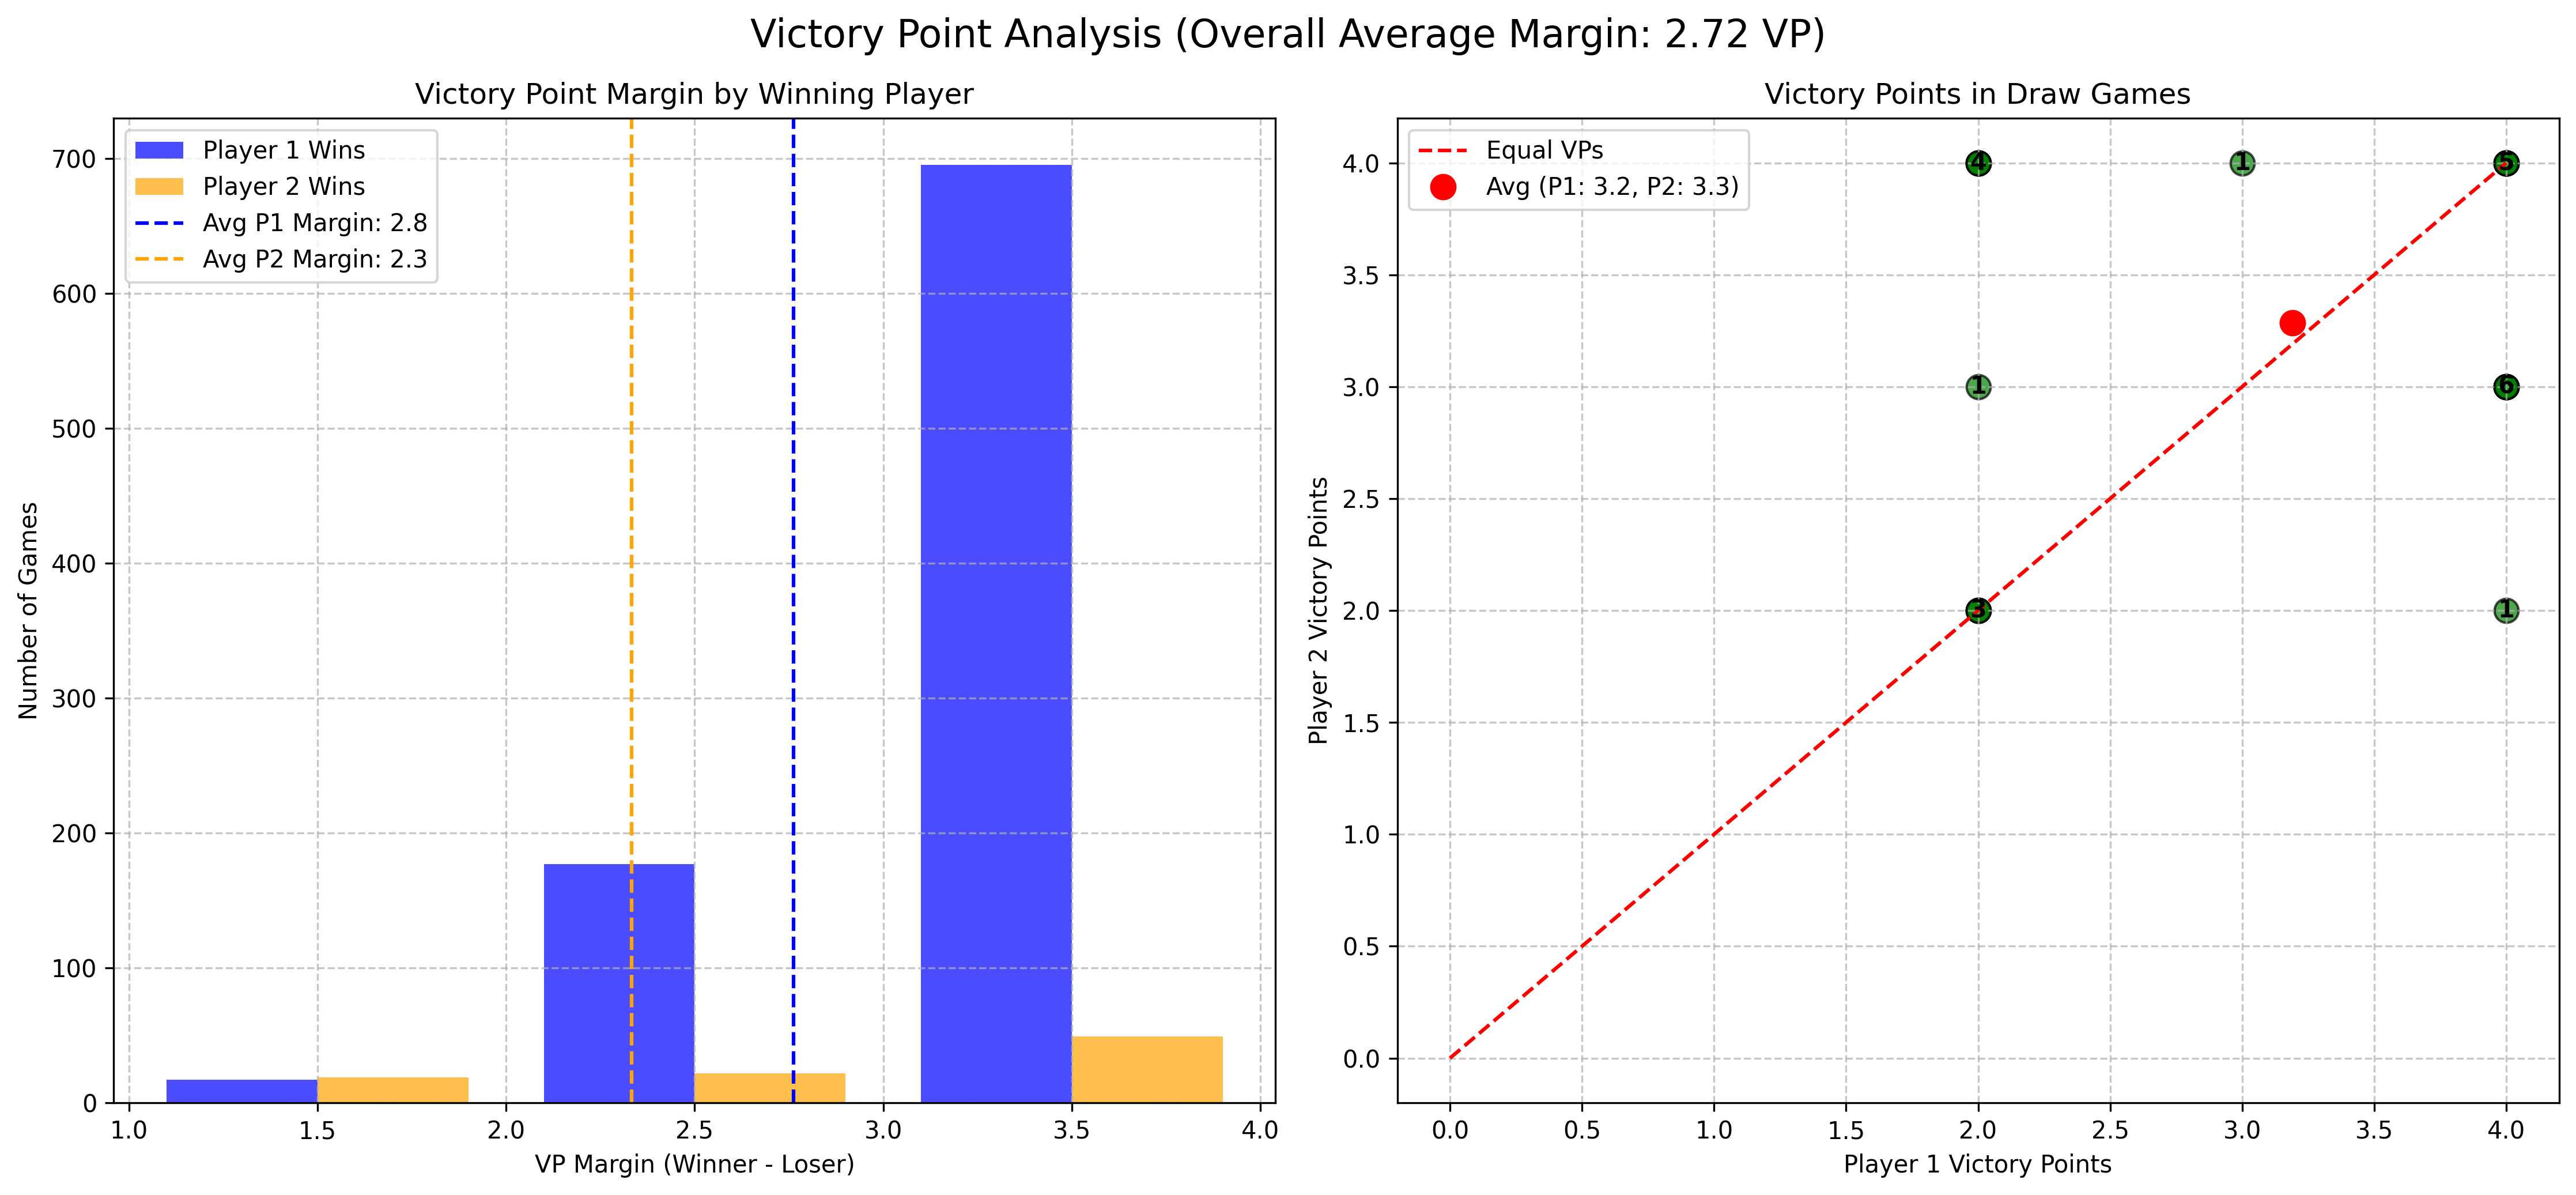 Victory Point Analysis (Overall Average Margin: 2.72 VP)
Victory Point Margin by Winning Player
Player 1 Wins
Player 2 Wins
Avg P1 Margin: 2.8
Avg P2 Margin: 2.3
Number of Games
700
600
500
400
300
200
100
0
1.0 1.5 2.0 2.5 3.0 3.5 4.0
VP Margin (Winner - Loser)
Victory Points in Draw Games
Equal VPs
Avg (P1: 3.2, P2: 3.3)
Player 2 Victory Points
4.0
3.5
3.0
2.5
2.0
1.5
1.0
0.5
0.0
4 1 5
1 6
3 1
0.0 0.5 1.0 1.5 2.0 2.5 3.0 3.5 4.0
Player 1 Victory Points